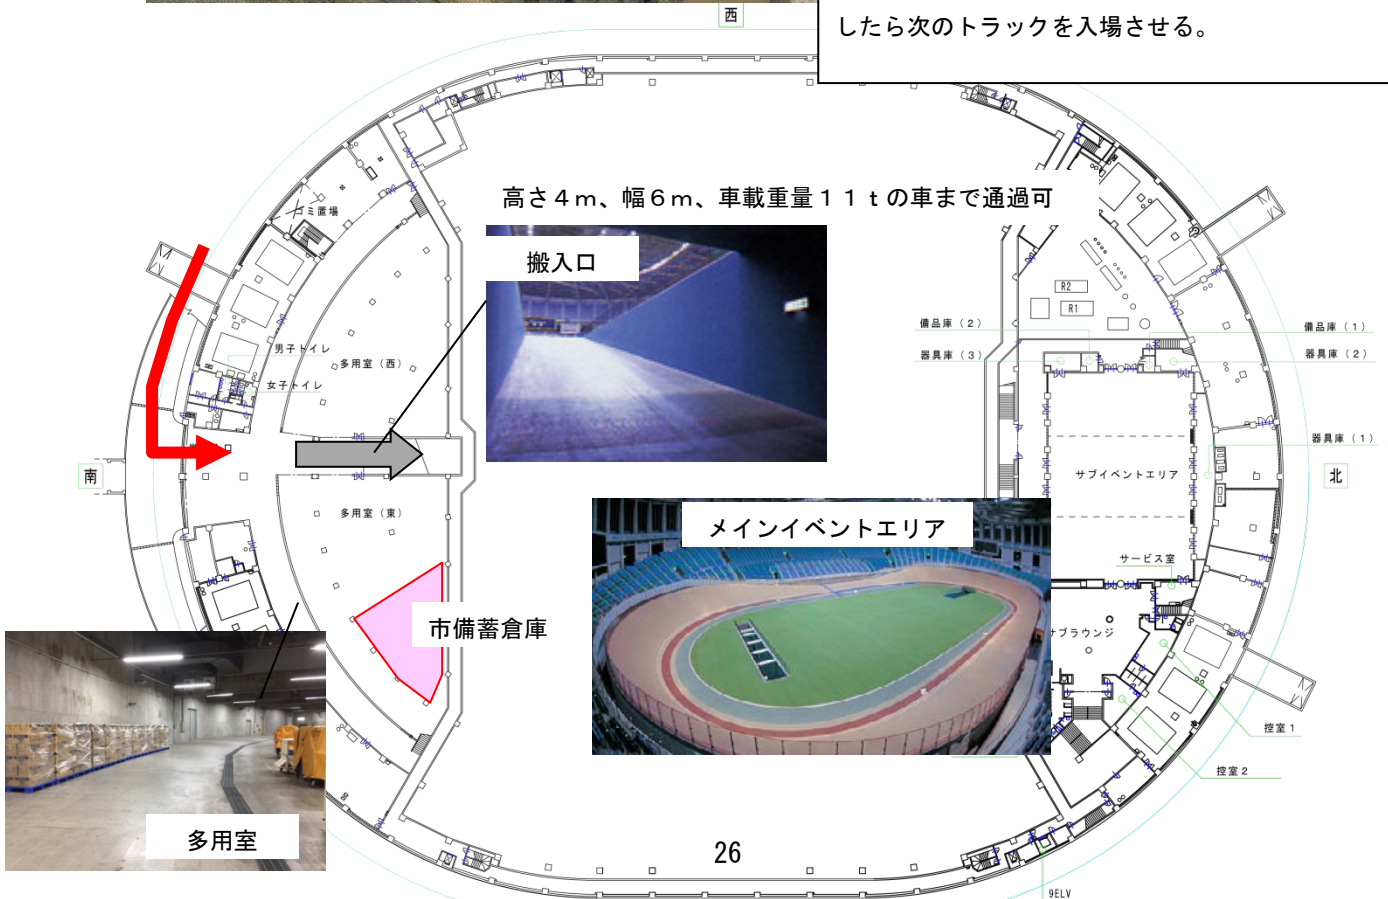 西
したら次のトラックを入場させる。
高さ４ｍ、幅６ｍ、車載重量１１ｔの車まで通過可
ゴミ置場
搬入口
R2
R1
備品庫（２）
備品庫（１）
器具庫（３）
器具庫（２）
男子トイレ
女子トイレ
多用室（西）
器具庫（１）
南
北
サブイベントエリア
多用室（東）
メインイベントエリア
サービス室
市備蓄倉庫
サブラウンジ
控室１
控室２
多用室
26
9ELV